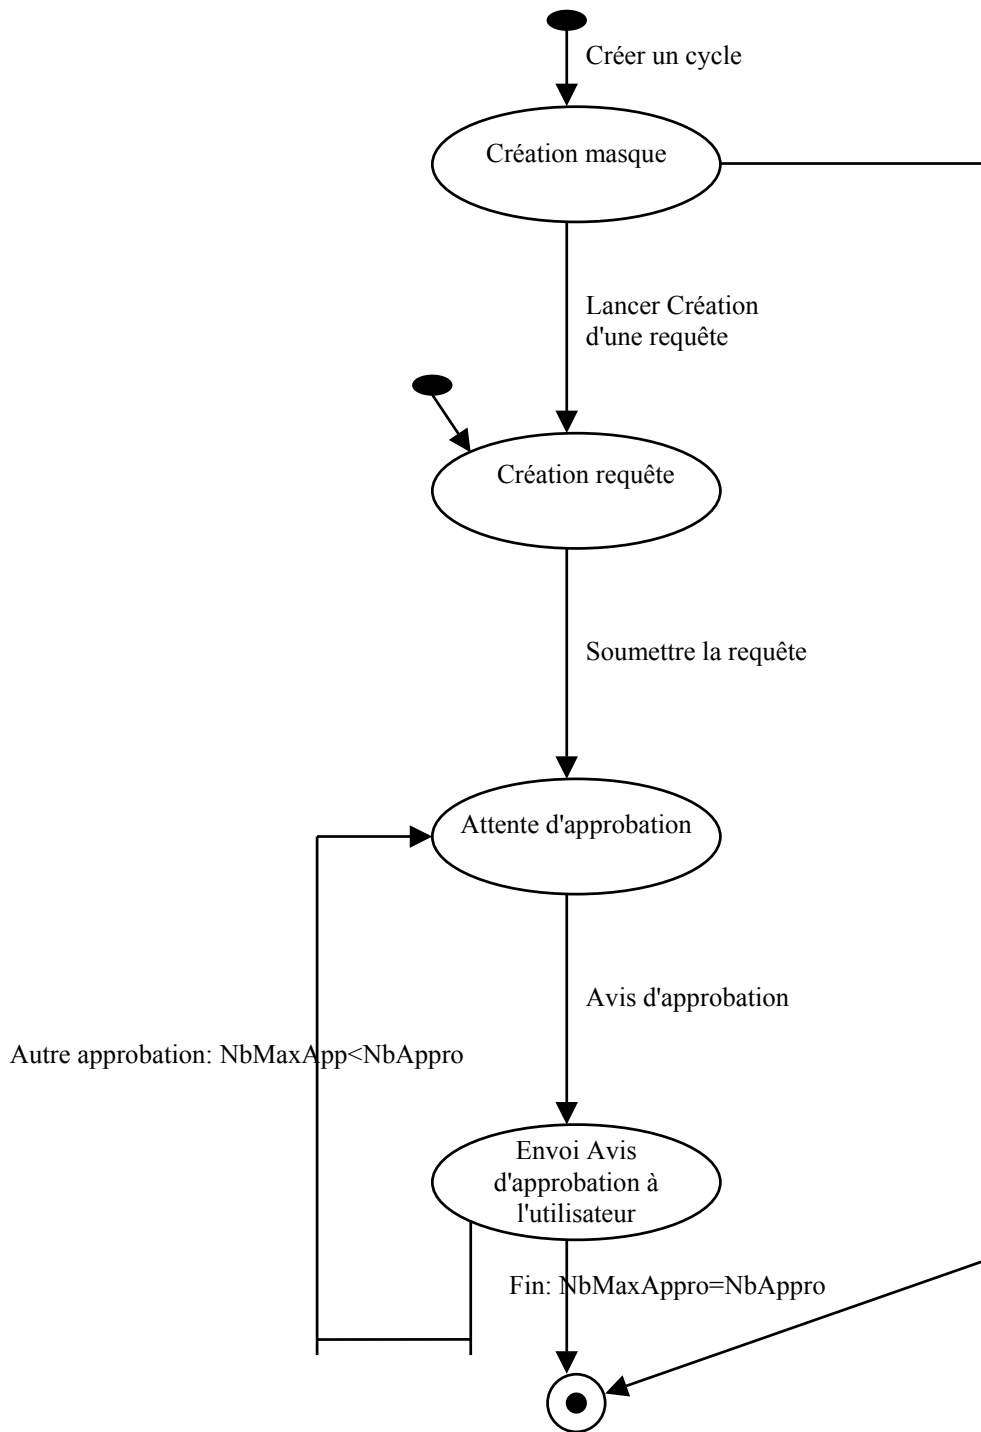 Créer un cycle
Création masque
Lancer Création
d'une requête
Création requête
Soumettre la requête
Attente d'approbation
Avis d'approbation
Autre approbation: NbMaxApp<NbAppro
Envoi Avis
d'approbation à
l'utilisateur
Fin: NbMaxAppro=NbAppro